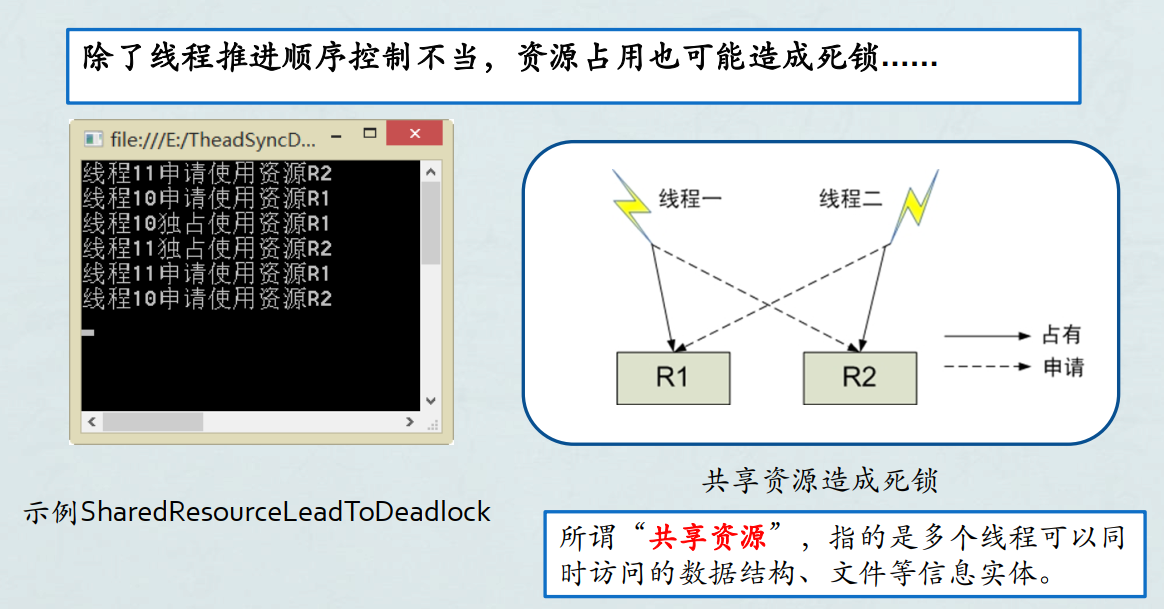 除了线程推进顺序控制不当，资源占用也可能造成死锁……
file:///E:/TheadSyncD...
线程11申请使用资源R2
线程10申请使用资源R1
线程10独占使用资源R1
线程11独占使用资源R2
线程11申请使用资源R1
线程10申请使用资源R2
示例SharedResourceLeadToDeadlock
线程一
线程二
R1
R2
占有
申请
共享资源造成死锁
所谓“共享资源”，指的是多个线程可以同
时访问的数据结构、文件等信息实体。